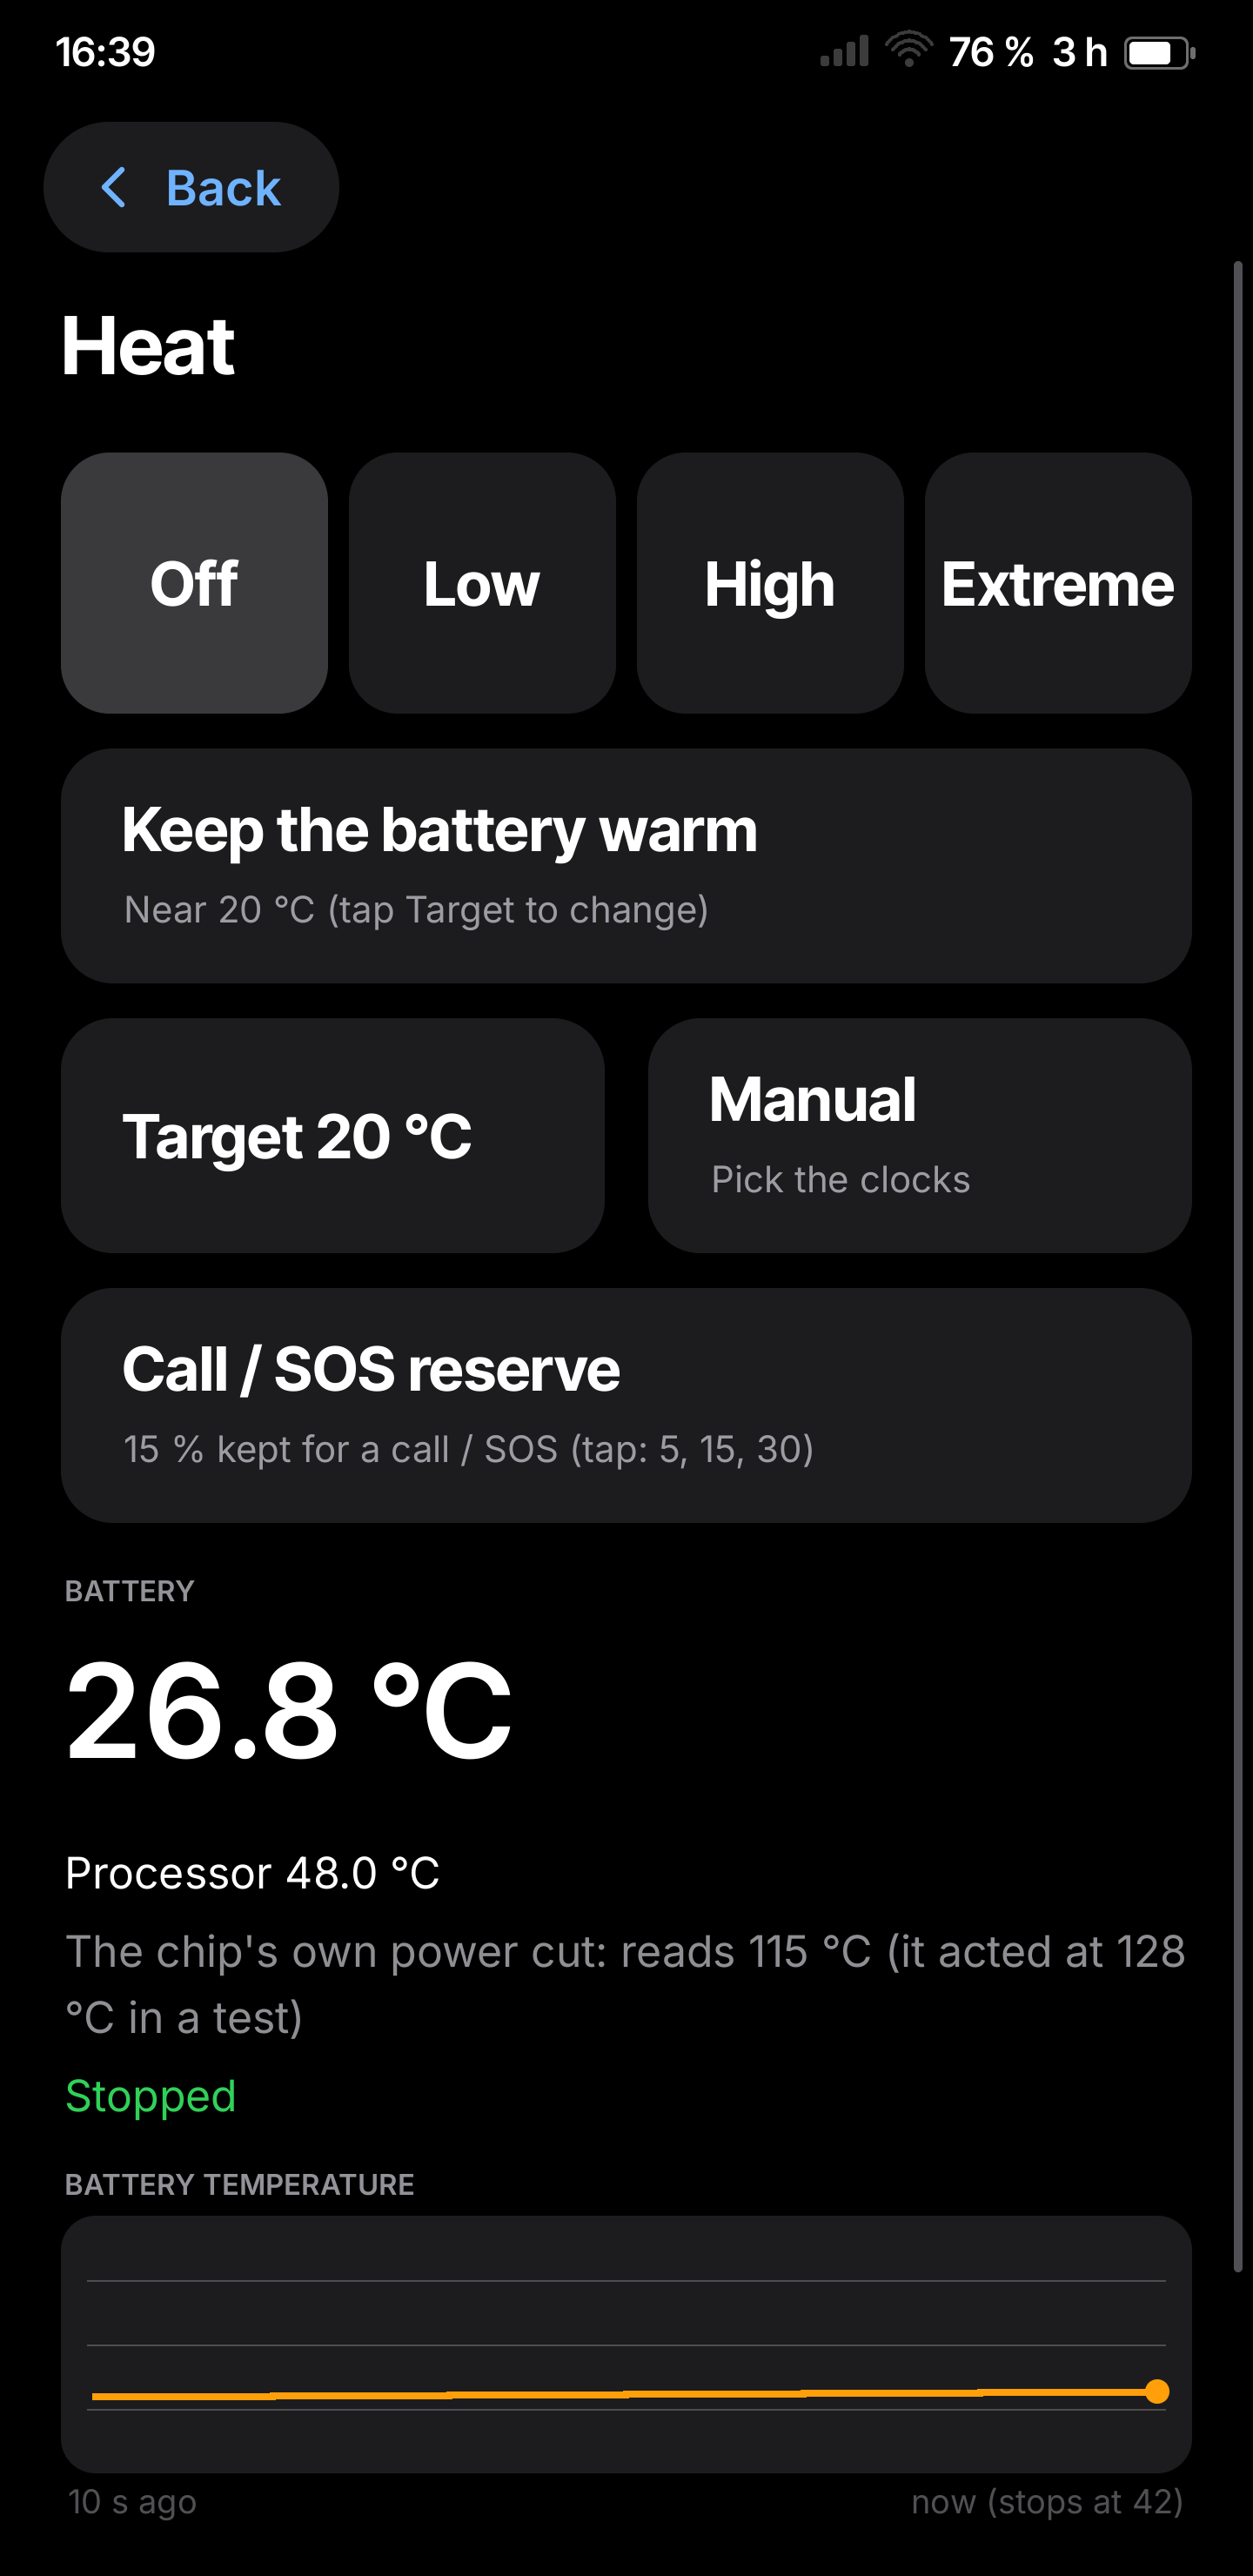 16:39
76 % 3 h
Back
Heat
Off
Low
High
Extreme
Keep the battery warm
Near 20 °C (tap Target to change)
Target 20 °C
Manual
Pick the clocks
Call / SOS reserve
15 % kept for a call / SOS (tap: 5, 15, 30)
BATTERY
26.8 °C
Processor 48.0 °C
The chip's own power cut: reads 115 °C (it acted at 128
°C in a test)
Stopped
BATTERY TEMPERATURE
10 s ago
now (stops at 42)